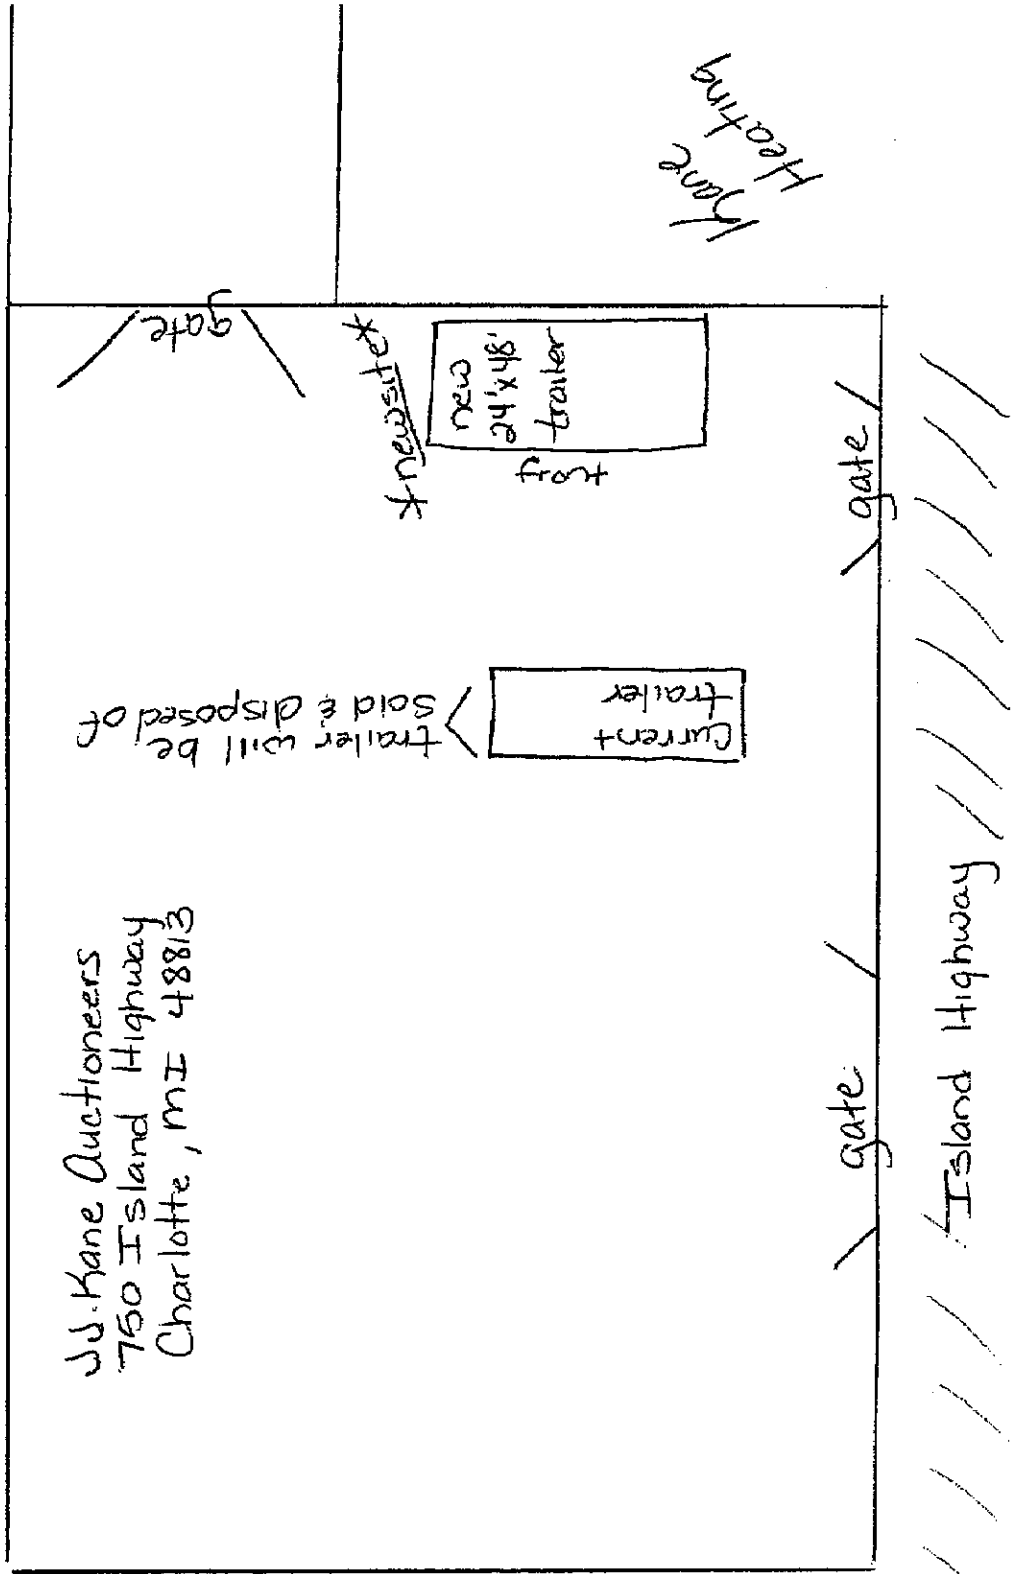 JJ. Kane Auctioneers
750 Island Highway
Charlotte, MI 48813
trailer will be
sold & disposed of
Current
trailer
*newsite*
new
24'x48'
trailer
front
gate
gate
gate
Kane
Heating
Island Highway